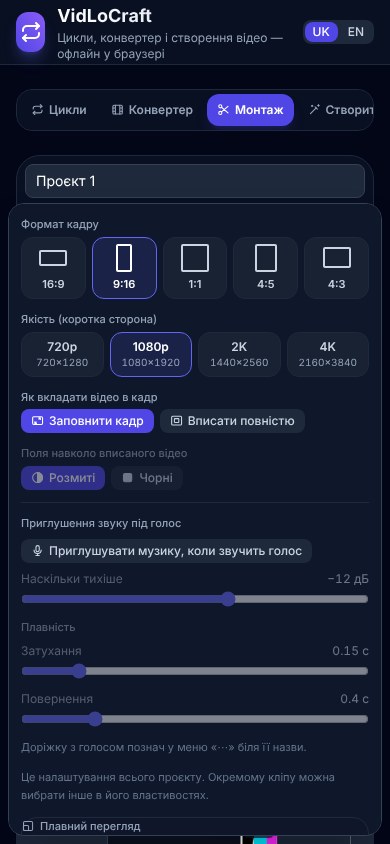 VidLoCraft
Цикли, конвертер і створення відео —
офлайн у браузері
UK EN
Цикли Конвертер Монтаж Створит
Проєкт 1
Формат кадру
16:9 9:16 1:1 4:5 4:3
Якість (коротка сторона)
720p 1080p 2K 4K
720×1280 1080×1920 1440×2560 2160×3840
Як вкладати відео в кадр
Заповнити кадр Вписати повністю
Поля навколо вписаного відео
Розмиті Чорні
Приглушення звуку під голос
Приглушувати музику, коли звучить голос
Наскільки тихіше −12 дБ
Плавність
Затухання 0.15 с
Повернення 0.4 с
Доріжку з голосом познач у меню «···» біля її назви.
Це налаштування всього проєкту. Окремому кліпу можна
вибрати інше в його властивостях.
Плавний перегляд